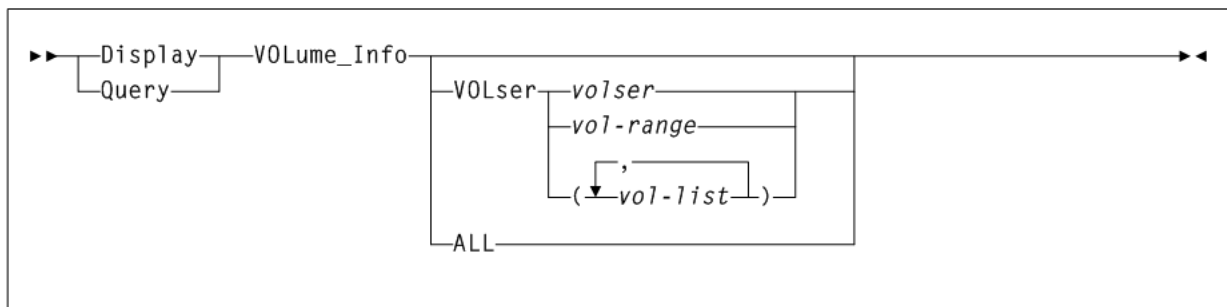 Display VOLume_Info
Query
VOLser volser
vol-range
,
( vol-list )
ALL